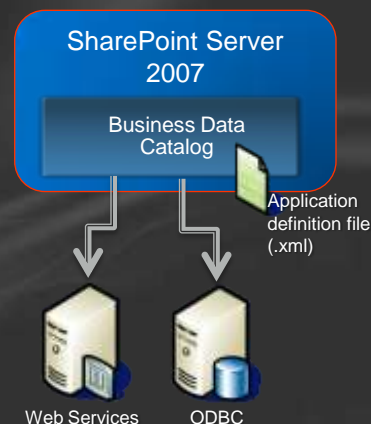 SharePoint Server
2007
Business Data
Catalog
Application
definition file
(.xml)
Web Services
ODBC